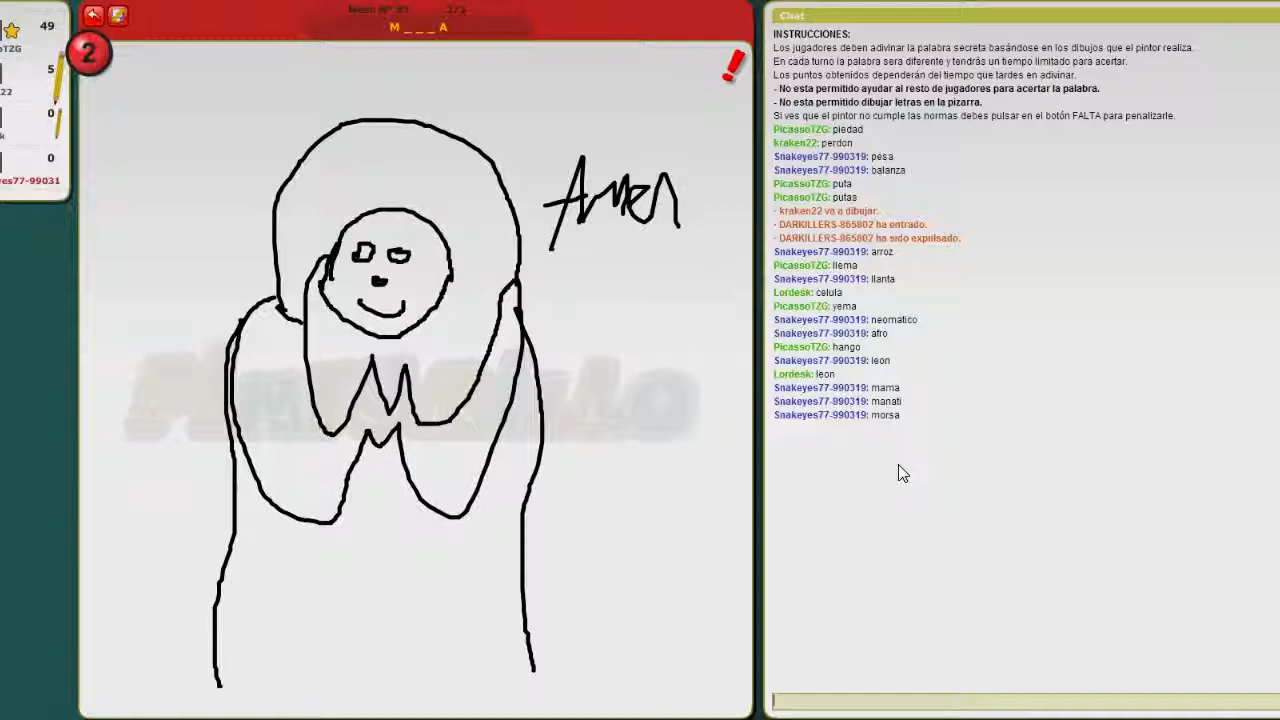 49
oTZG
5
22
0
k
0
yes77-99031
2
M _ _ _ A
Amen
Chat
INSTRUCCIONES:
Los jugadores deben adivinar la palabra secreta basándose en los dibujos que el pintor realiza.
En cada turno la palabra sera diferente y tendrás un tiempo limitado para acertar.
Los puntos obtenidos dependerán del tiempo que tardes en adivinar.
- No esta permitido ayudar al resto de jugadores para acertar la palabra.
- No esta permitido dibujar letras en la pizarra.
Si ves que el pintor no cumple las normas debes pulsar en el botón FALTA para penalizarle.
PicassoTZG: piedad
kraken22: perdon
Snakeyes77-990319: pesa
Snakeyes77-990319: balanza
PicassoTZG: puta
PicassoTZG: putas
- kraken22 va a dibujar.
- DARKILLERS-865802 ha entrado.
- DARKILLERS-865802 ha sido expulsado.
Snakeyes77-990319: arroz
PicassoTZG: llema
Snakeyes77-990319: llanta
Lordesk: celula
PicassoTZG: yema
Snakeyes77-990319: neomatico
Snakeyes77-990319: afro
PicassoTZG: hango
Snakeyes77-990319: leon
Lordesk: leon
Snakeyes77-990319: mama
Snakeyes77-990319: manati
Snakeyes77-990319: morsa